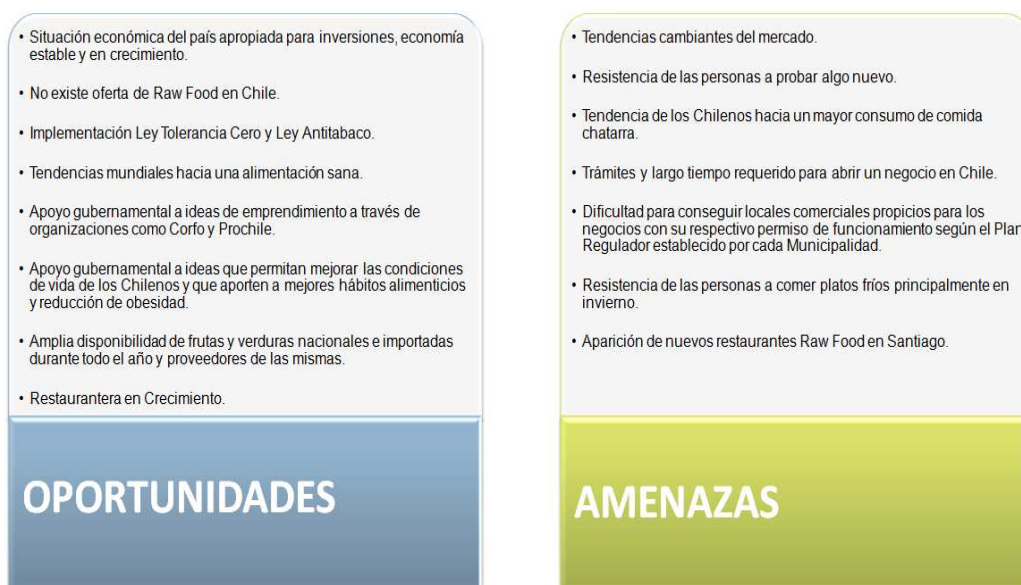 • Situación económica del país apropiada para inversiones, economía
estable y en crecimiento.
• No existe oferta de Raw Food en Chile.
• Implementación Ley Tolerancia Cero y Ley Antitabaco.
• Tendencias mundiales hacia una alimentación sana.
• Apoyo gubernamental a ideas de emprendimiento a través de
organizaciones como Corfo y Prochile.
• Apoyo gubernamental a ideas que permitan mejorar las condiciones
de vida de los Chilenos y que aporten a mejores hábitos alimenticios
y reducción de obesidad.
• Amplia disponibilidad de frutas y verduras nacionales e importadas
durante todo el año y proveedores de las mismas.
• Restaurantera en Crecimiento.
OPORTUNIDADES
• Tendencias cambiantes del mercado.
• Resistencia de las personas a probar algo nuevo.
• Tendencia de los Chilenos hacia un mayor consumo de comida
chatarra.
• Trámites y largo tiempo requerido para abrir un negocio en Chile.
• Dificultad para conseguir locales comerciales propicios para los
negocios con su respectivo permiso de funcionamiento según el Plan
Regulador establecido por cada Municipalidad.
• Resistencia de las personas a comer platos fríos principalmente en
invierno.
• Aparición de nuevos restaurantes Raw Food en Santiago.
AMENAZAS